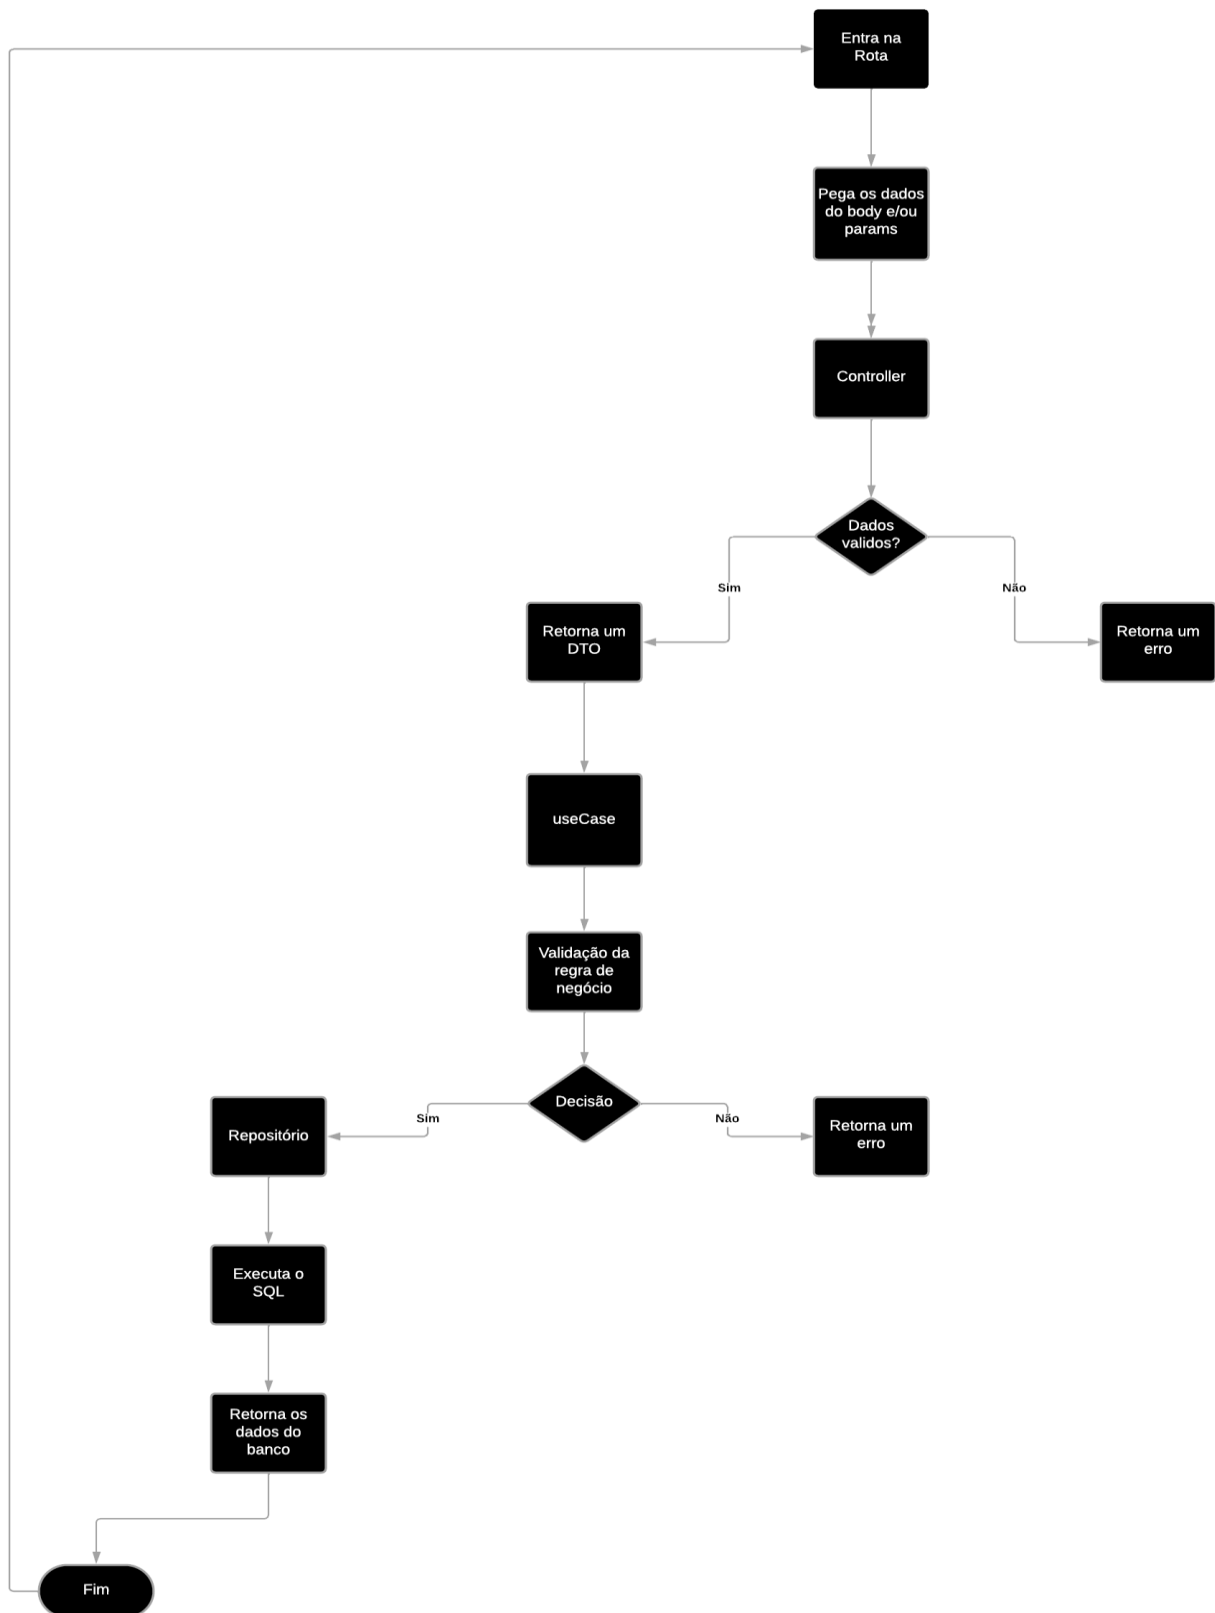 Entra na
Rota
Pega os dados
do body e/ou
params
Controller
Dados
validos?
Sim
Não
Retorna um
DTO
Retorna um
erro
useCase
Validação da
regra de
negócio
Decisão
Sim
Não
Repositório
Retorna um
erro
Executa o
SQL
Retorna os
dados do
banco
Fim